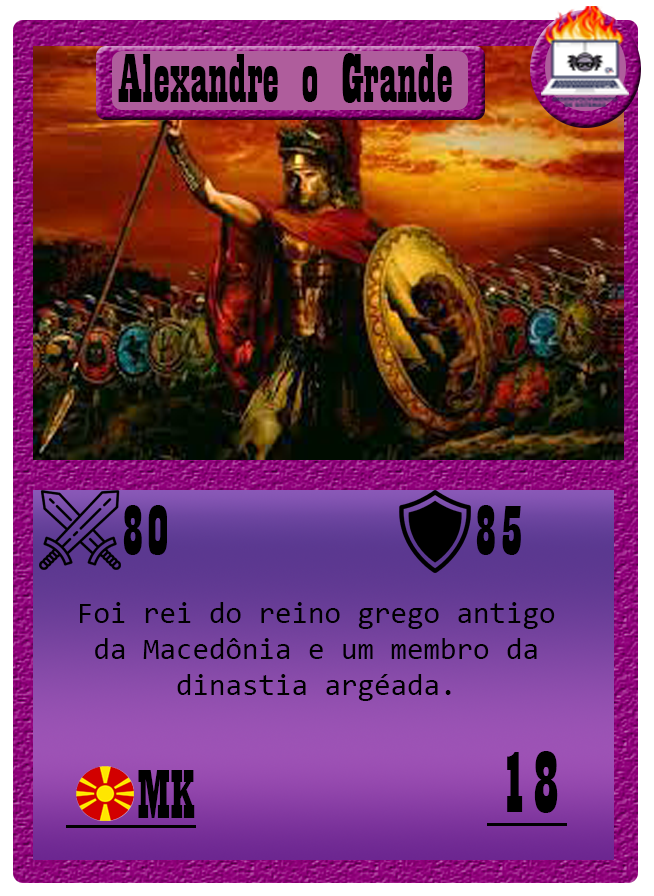 Alexandre o Grande
80
85
Foi rei do reino grego antigo
da Macedônia e um membro da
dinastia argéada.
MK
18